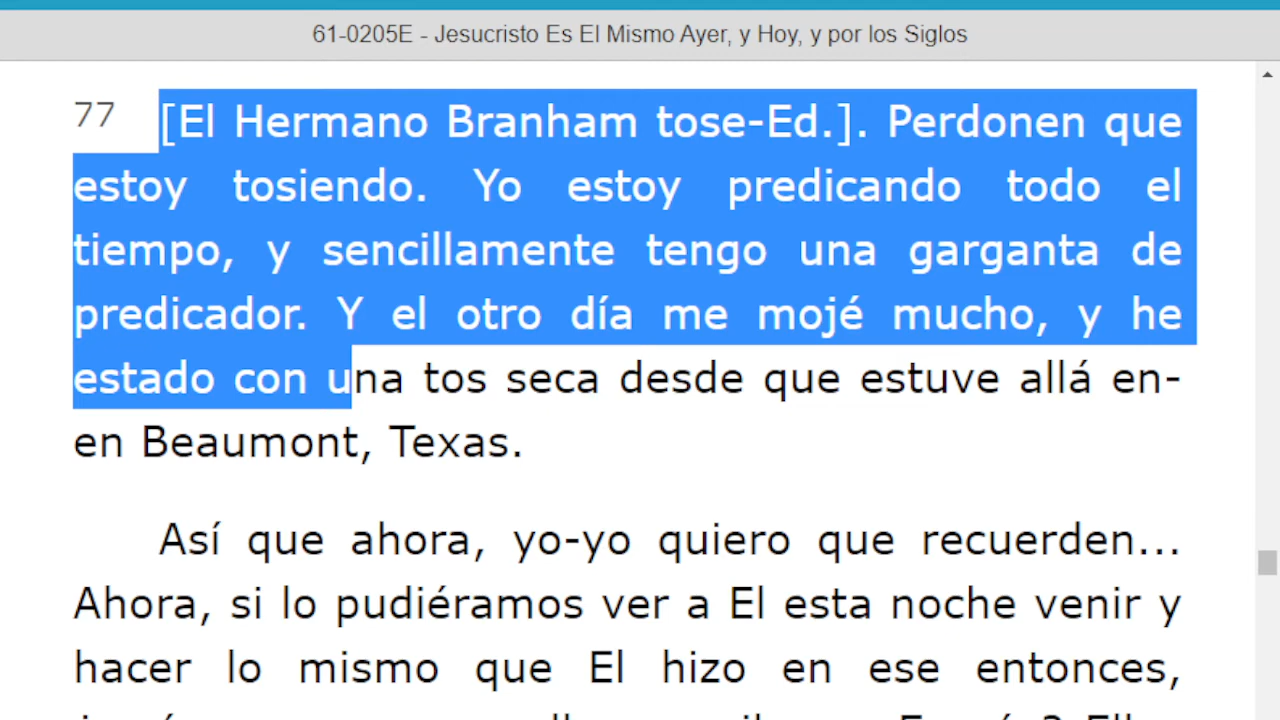 61-0205E - Jesucristo Es El Mismo Ayer, y Hoy, y por los Siglos
77 [El Hermano Branham tose-Ed.]. Perdonen que
estoy tosiendo. Yo estoy predicando todo el
tiempo, y sencillamente tengo una garganta de
predicador. Y el otro día me mojé mucho, y he
estado con una tos seca desde que estuve allá en-
en Beaumont, Texas.
Así que ahora, yo-yo quiero que recuerden...
Ahora, si lo pudiéramos ver a El esta noche venir y
hacer lo mismo que El hizo en ese entonces,